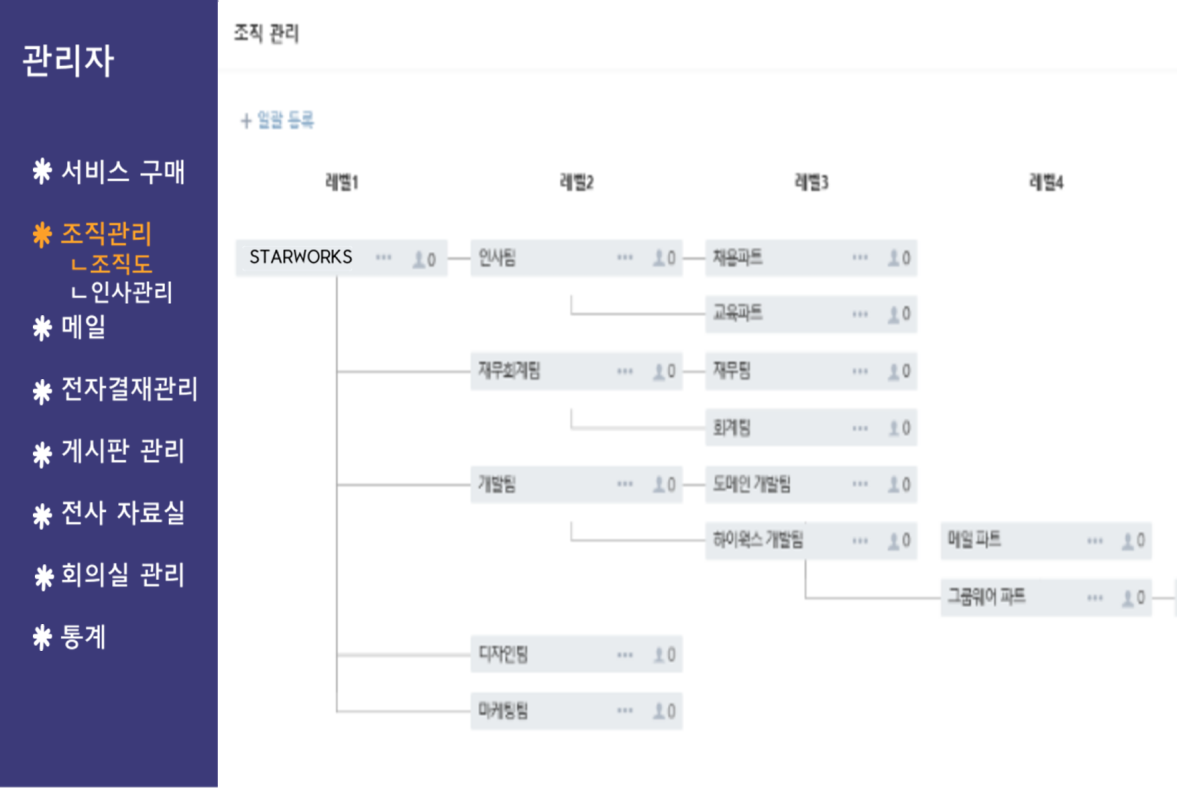 관리자
서비스 구매
조직관리
ㄴ조직도
ㄴ인사관리
메일
전자결재관리
게시판 관리
전사 자료실
회의실 관리
통계
조직 관리
+ 일괄 등록
레벨1 레벨2 레벨3 레벨4
STARWORKS ··· 0 인사팀 ··· 0 채용파트 ··· 0
교육파트 ··· 0
재무회계팀 ··· 0 재무팀 ··· 0
회계팀 ··· 0
개발팀 ··· 0 도메인 개발팀 ··· 0
하이웍스 개발팀 ··· 0 메일 파트 ··· 0
그룹웨어 파트 ··· 0
디자인팀 ··· 0
마케팅팀 ··· 0